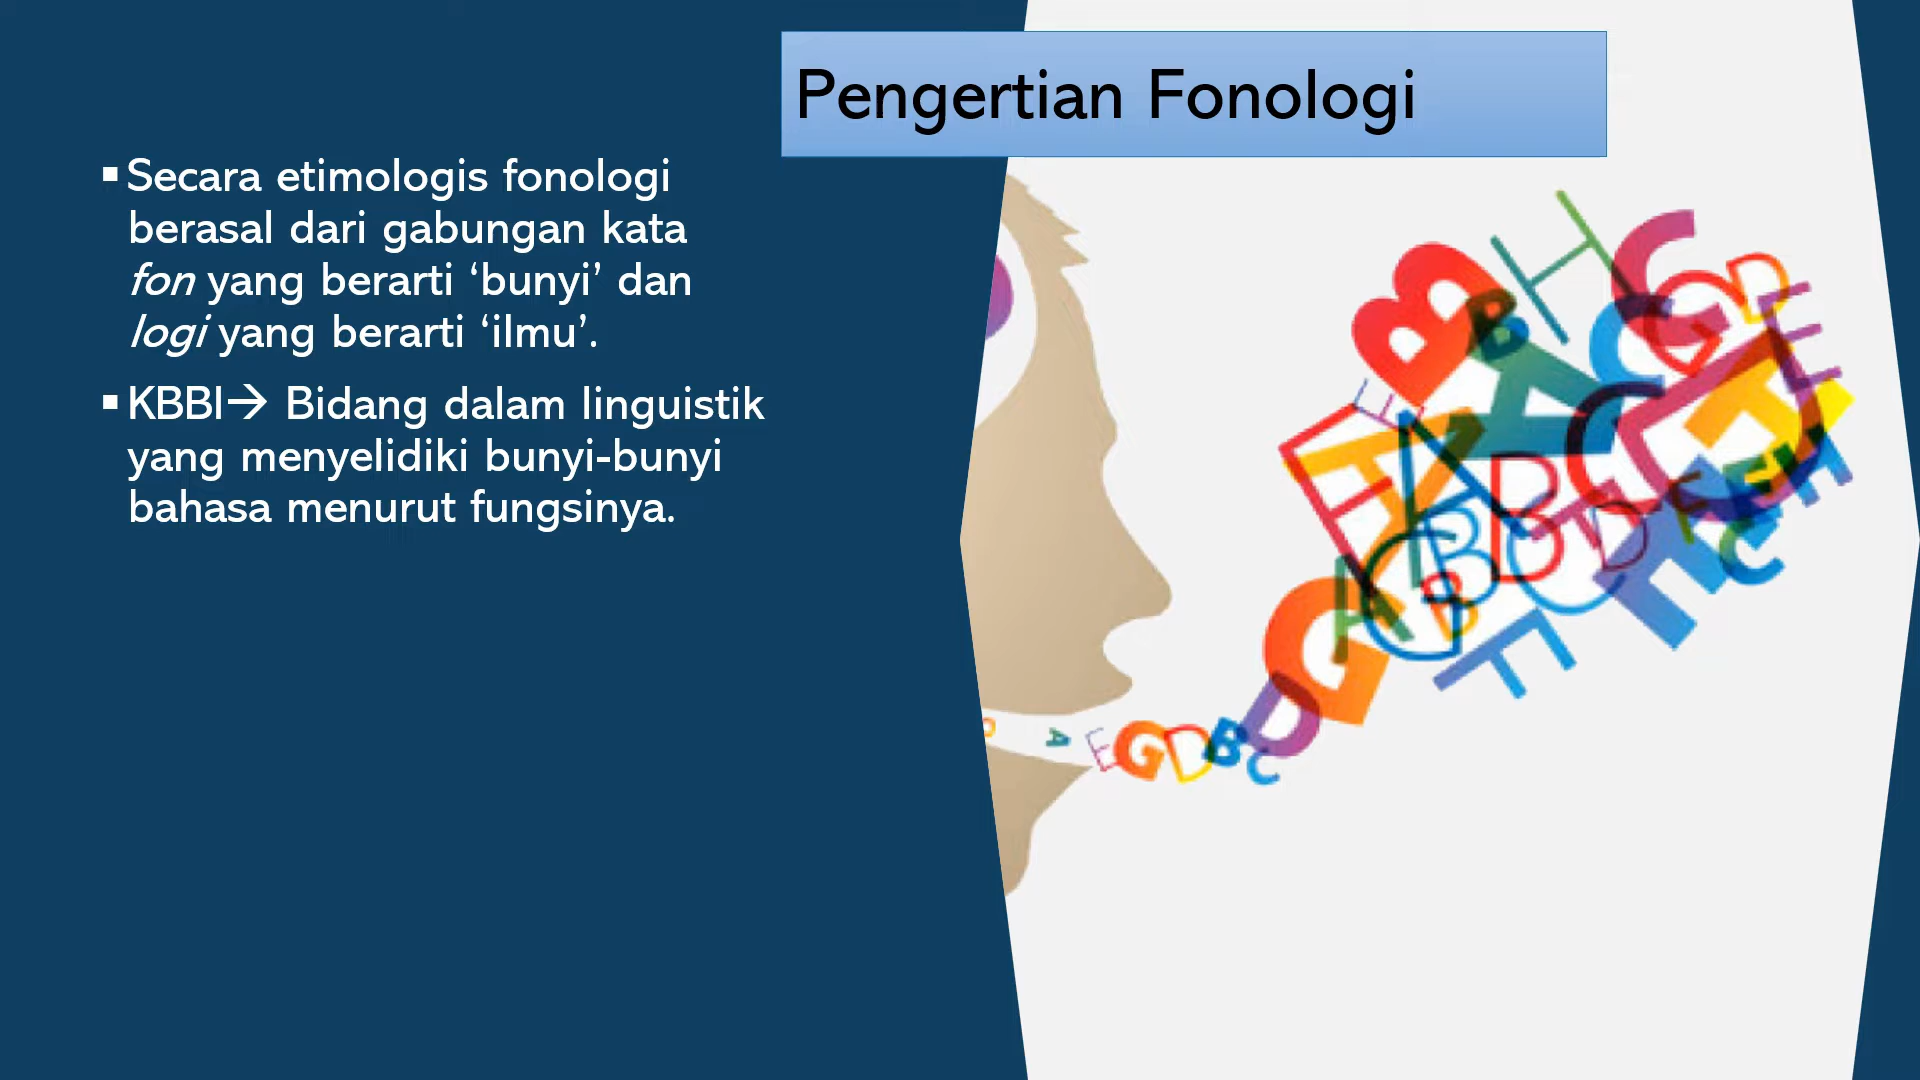 Pengertian Fonologi
▪Secara etimologis fonologi
berasal dari gabungan kata
fon yang berarti ‘bunyi’ dan
logi yang berarti ‘ilmu’.
▪KBBI→ Bidang dalam linguistik
yang menyelidiki bunyi-bunyi
bahasa menurut fungsinya.